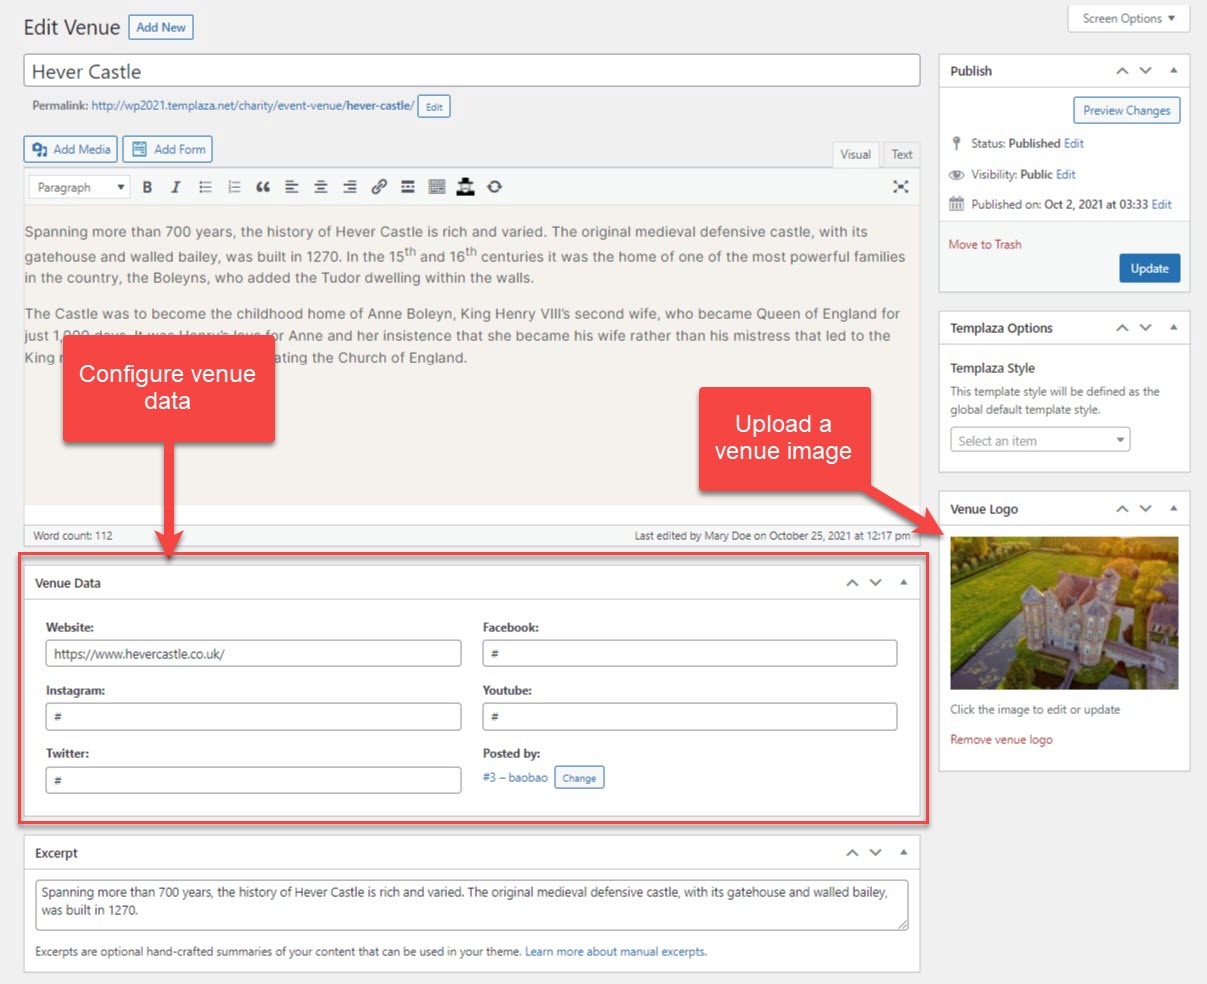 Edit Venue Add New
Screen Options
Hever Castle
Permalink: http://wp2021.templaza.net/charity/event-venue/hever-castle/ Edit
Add Media Add Form
Visual Text
Paragraph B I
Spanning more than 700 years, the history of Hever Castle is rich and varied. The original medieval defensive castle, with its
gatehouse and walled bailey, was built in 1270. In the 15th and 16th centuries it was the home of one of the most powerful families
in the country, the Boleyns, who added the Tudor dwelling within the walls.
The Castle was to become the childhood home of Anne Boleyn, King Henry VIII's second wife, who became Queen of England for
just 1,000 days. It was Henry's love for Anne and her insistence that she became his wife rather than his mistress that led to the
King ating the Church of England.
Configure venue
data
Upload a
venue image
Word count: 112
Last edited by Mary Doe on October 25, 2021 at 12:17 pm
Venue Data
Website:
https://www.hevercastle.co.uk/
Facebook:
#
Instagram:
#
Youtube:
#
Twitter:
#
Posted by:
#3 – baobao Change
Excerpt
Spanning more than 700 years, the history of Hever Castle is rich and varied. The original medieval defensive castle, with its gatehouse and walled bailey,
was built in 1270.
Excerpts are optional hand-crafted summaries of your content that can be used in your theme. Learn more about manual excerpts.
Publish
Preview Changes
Status: Published Edit
Visibility: Public Edit
Published on: Oct 2, 2021 at 03:33 Edit
Move to Trash
Update
Templaza Options
Templaza Style
This template style will be defined as the
global default template style.
Select an item
Venue Logo
Click the image to edit or update
Remove venue logo